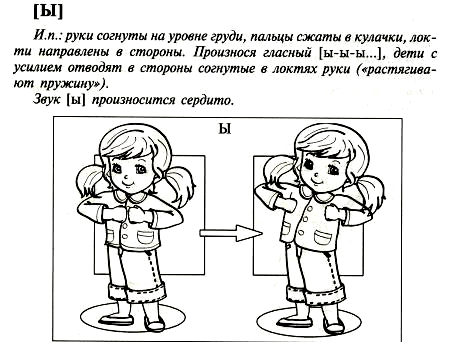 [Ы]
И.п.: руки согнуты на уровне груди, пальцы сжаты в кулачки, лок-
ти направлены в стороны. Произнося гласный [ы-ы-ы...], дети с
усилием отводят в стороны согнутые в локтях руки («растягива-
ют пружину»).
Звук [ы] произносится сердито.
Ы